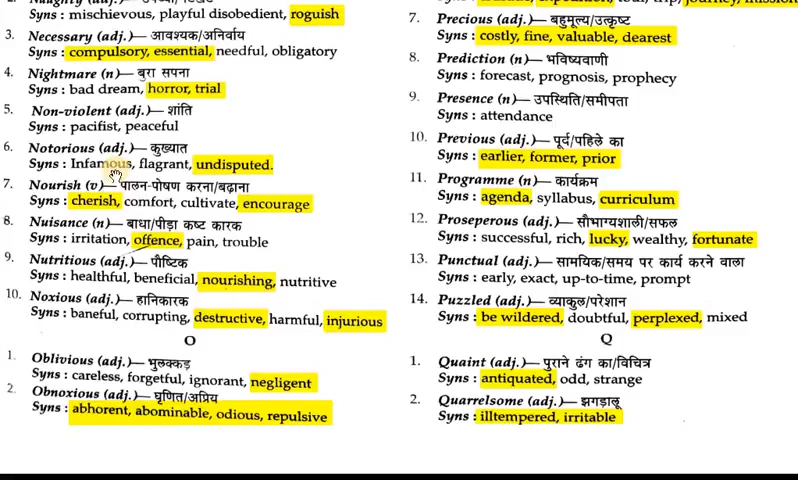 2. Naughty (adj.)—
Syns : mischievous, playful disobedient, roguish
3. Necessary (adj.)— आवश्यक/अनिवार्य
Syns : compulsory, essential, needful, obligatory
4. Nightmare (n)— बुरा सपना
Syns : bad dream, horror, trial
5. Non-violent (adj.)— शांति
Syns : pacifist, peaceful
6. Notorious (adj.)— कुख्यात
Syns : Infamous, flagrant, undisputed.
7. Nourish (v)— पालन-पोषण करना/बढ़ाना
Syns : cherish, comfort, cultivate, encourage
8. Nuisance (n)— बाधा/पीड़ा कष्ट कारक
Syns : irritation, offence, pain, trouble
9. Nutritious (adj.)— पौष्टिक
Syns : healthful, beneficial, nourishing, nutritive
10. Noxious (adj.)— हानिकारक
Syns : baneful, corrupting, destructive, harmful, injurious
O
1. Oblivious (adj.)— भुलक्कड़
Syns : careless, forgetful, ignorant, negligent
2. Obnoxious (adj.)— घृणित/अप्रिय
Syns : abhorent, abominable, odious, repulsive
7. Precious (adj.)— बहुमूल्य/उत्कृष्ट
Syns : costly, fine, valuable, dearest
8. Prediction (n)— भविष्यवाणी
Syns : forecast, prognosis, prophecy
9. Presence (n)— उपस्थिति/समीपता
Syns : attendance
10. Previous (adj.)— पूर्द/पहिले का
Syns : earlier, former, prior
11. Programme (n)— कार्यक्रम
Syns : agenda, syllabus, curriculum
12. Proseperous (adj.)— सौभाग्यशाली/सफल
Syns : successful, rich, lucky, wealthy, fortunate
13. Punctual (adj.)— सामयिक/समय पर कार्य करने वाला
Syns : early, exact, up-to-time, prompt
14. Puzzled (adj.)— व्याकुल/परेशान
Syns : be wildered, doubtful, perplexed, mixed
Q
1. Quaint (adj.)— पुराने ढंग का/विचित्र
Syns : antiquated, odd, strange
2. Quarrelsome (adj.)— झगड़ालू
Syns : illtempered, irritable